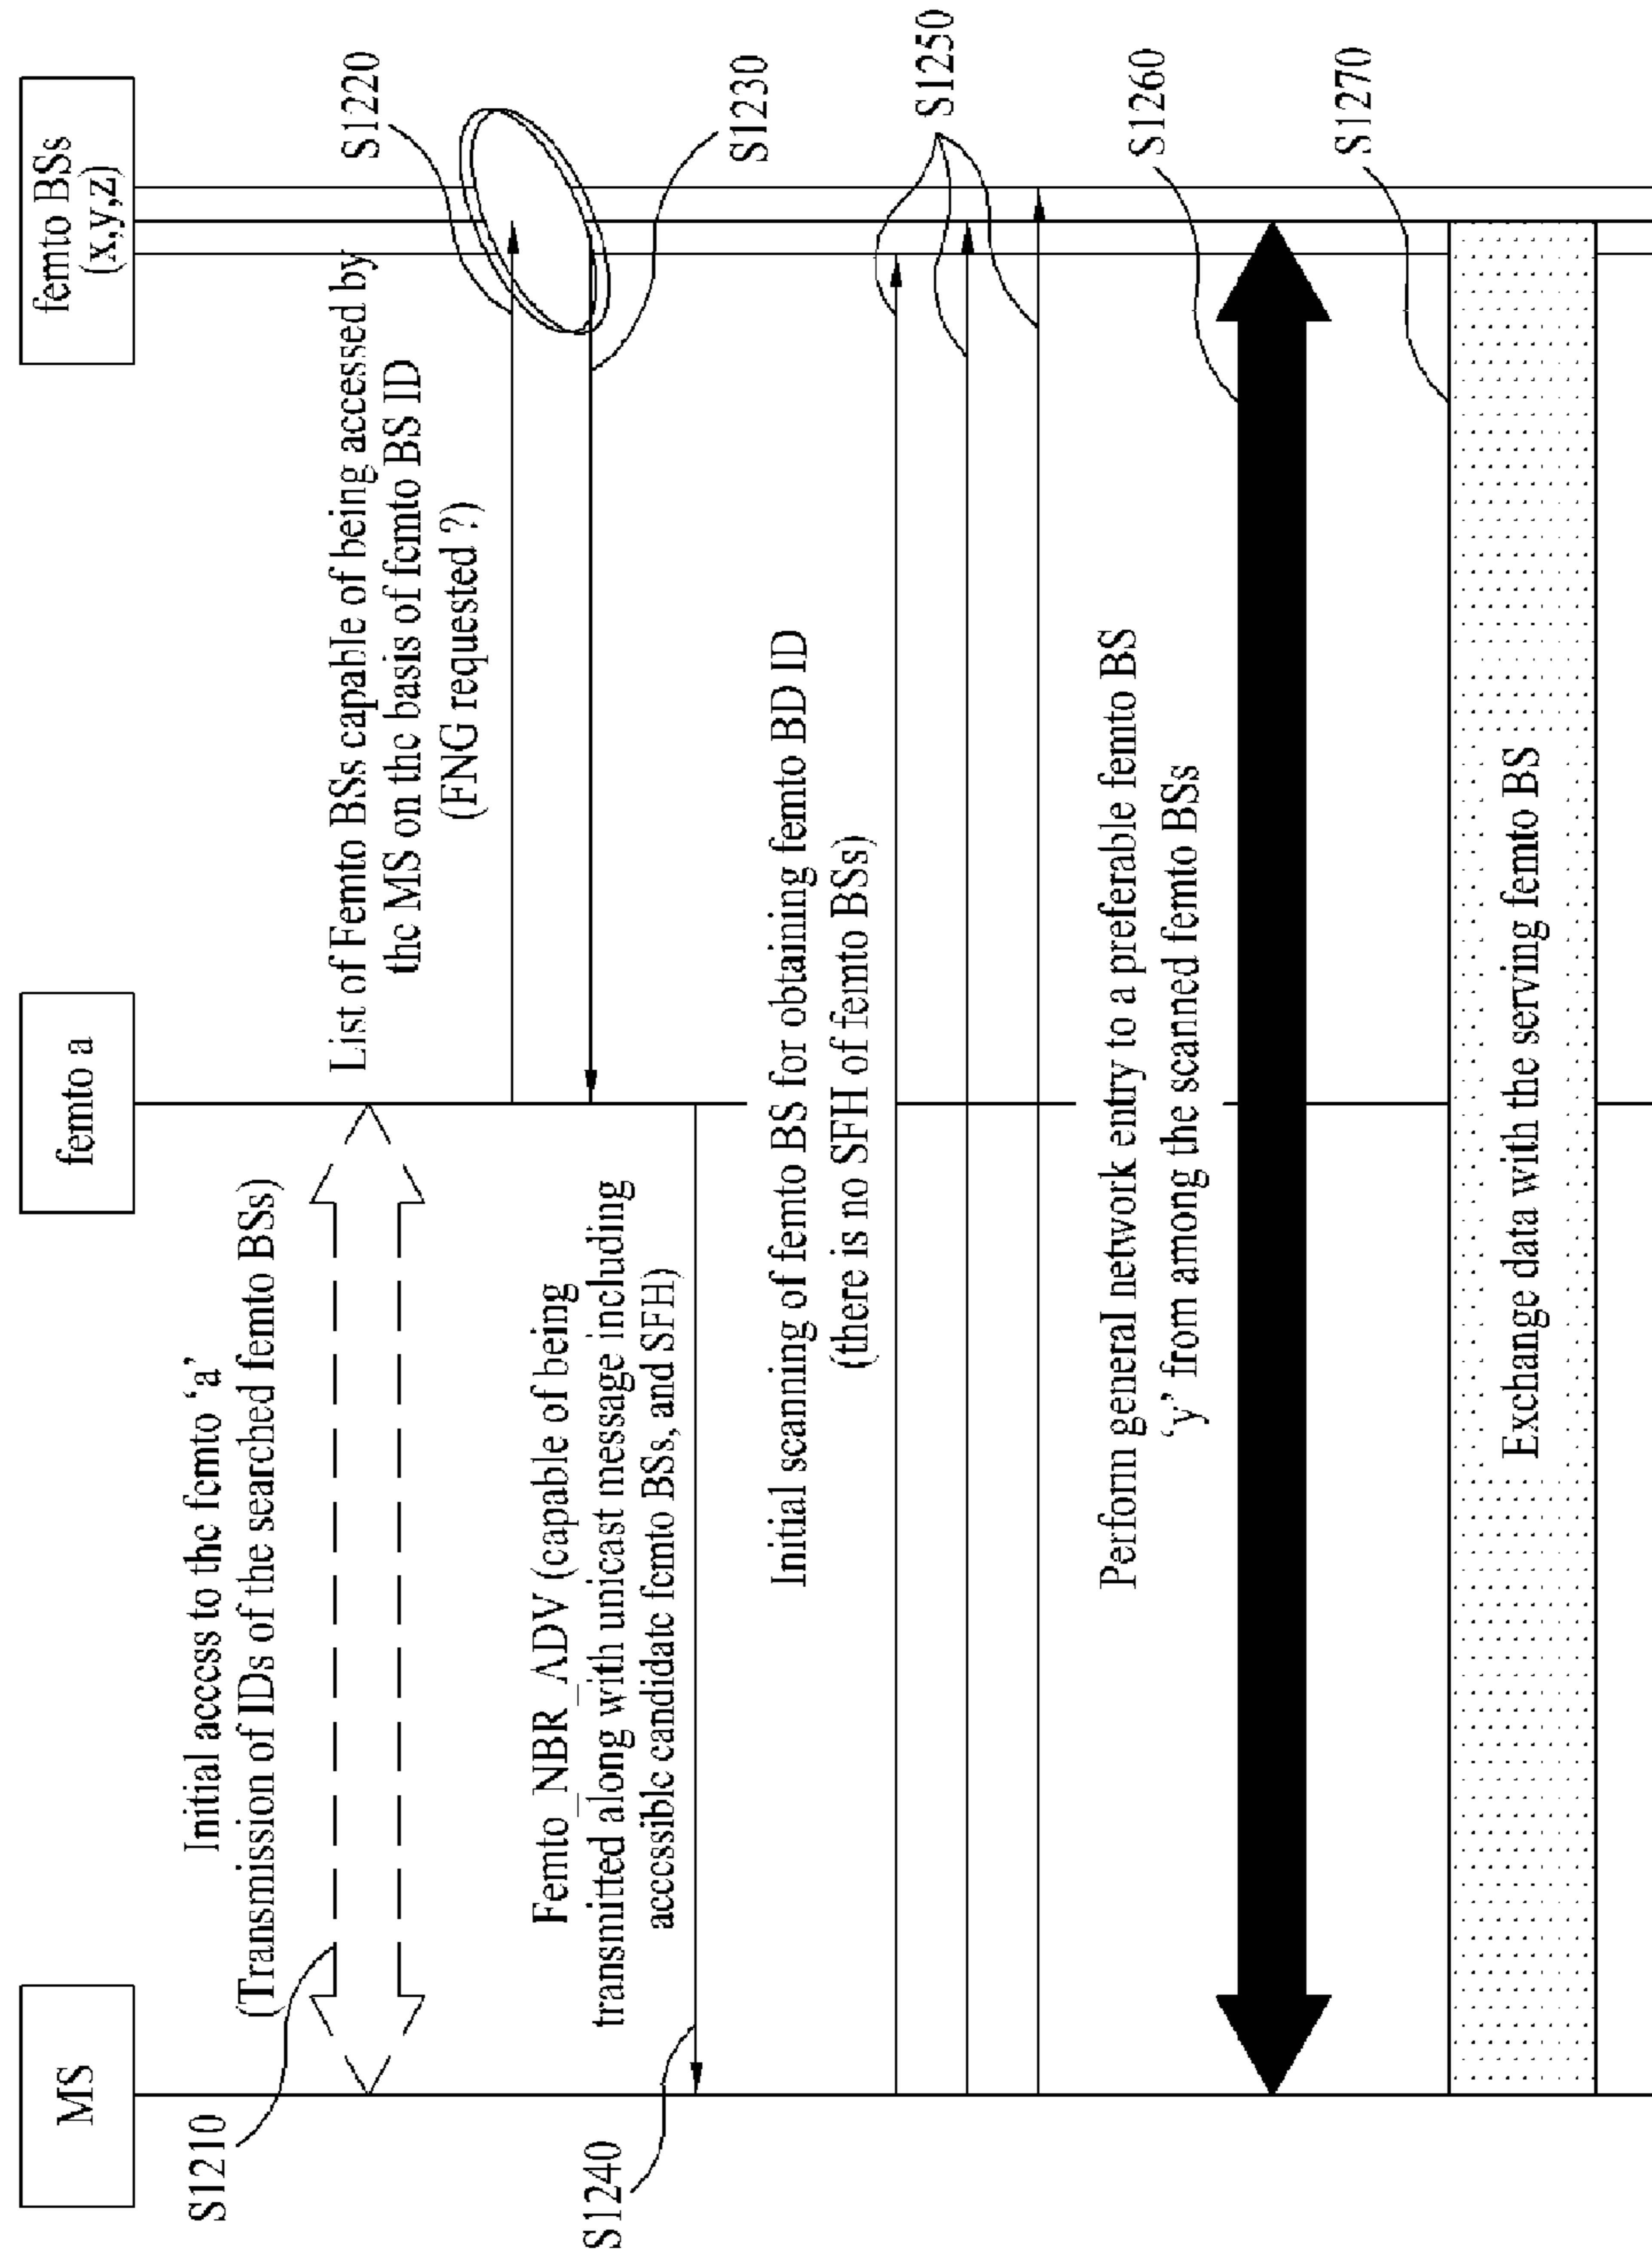 MS
femto a
femto BSs
(x,y,z)
S1210
Initial access to the femto ‘a’
(Transmission of IDs of the searched femto BSs)
List of Femto BSs capable of being accessed by
the MS on the basis of femto BS ID
(FNG requested ?)
S1220
S1230
Femto_NBR_ADV (capable of being
transmitted along with unicast message including
accessible candidate femto BSs, and SFH)
S1240
Initial scanning of femto BS for obtaining femto BD ID
(there is no SFH of femto BSs)
S1250
Perform general network entry to a preferable femto BS
‘y’ from among the scanned femto BSs
S1260
S1270
Exchange data with the serving femto BS